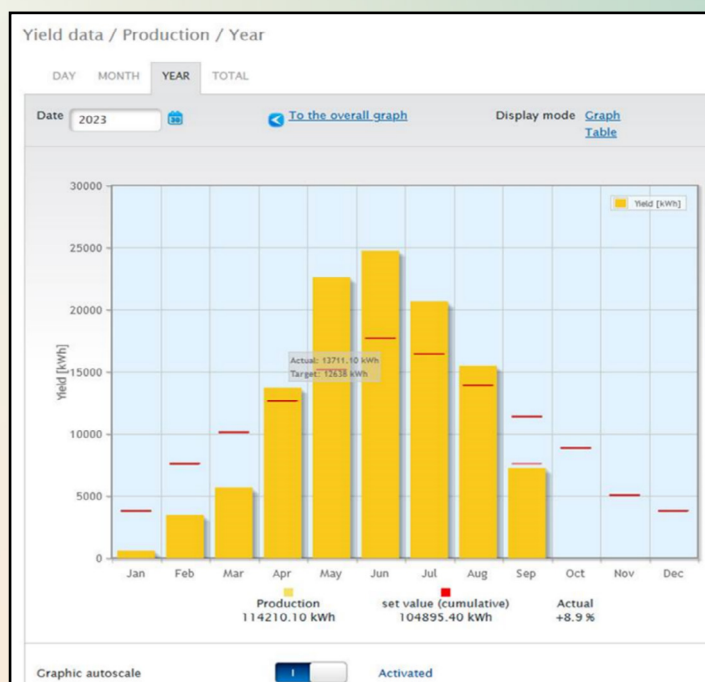 Yield data / Production / Year
DAY MONTH YEAR TOTAL
Date 2023 To the overall graph Display mode Graph
Table
30000
Yield [kWh]
25000
20000
Actual: 13711.10 kWh
Target: 12638 kWh
15000
Yield [kWh]
10000
5000
0
Jan Feb Mar Apr May Jun Jul Aug Sep Oct Nov Dec
Production set value (cumulative) Actual
114210.10 kWh 104895.40 kWh +8.9 %
Graphic autoscale I Activated